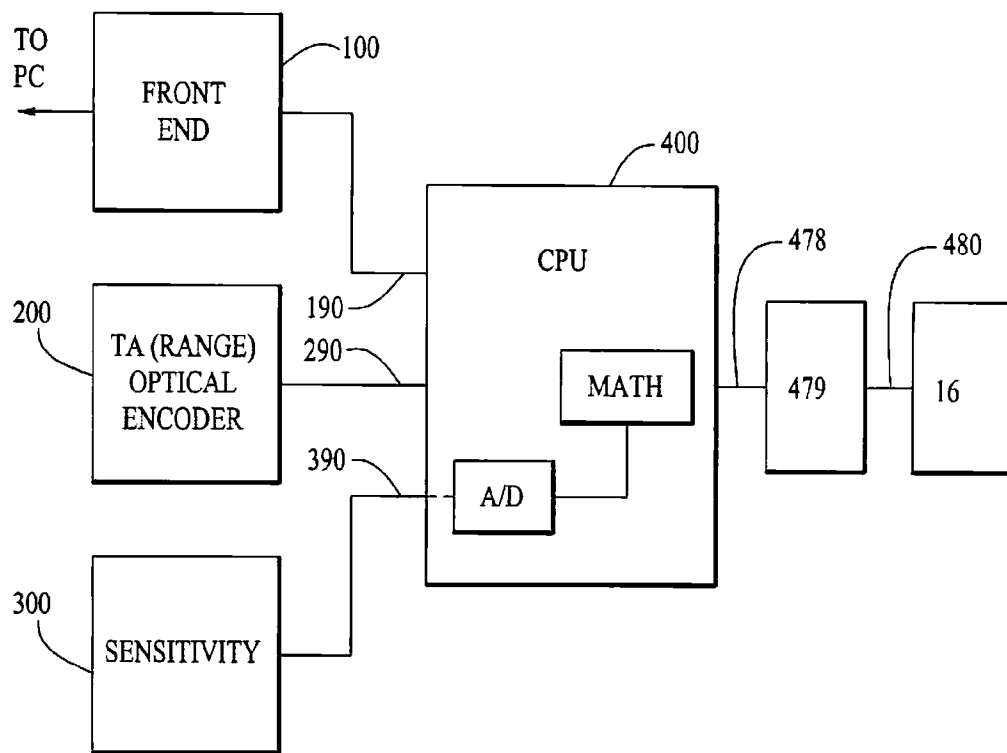 TO
PC
FRONT
END
100
400
CPU
478
480
190
200
TA (RANGE)
OPTICAL
ENCODER
290
MATH
479
16
390
A/D
300
SENSITIVITY